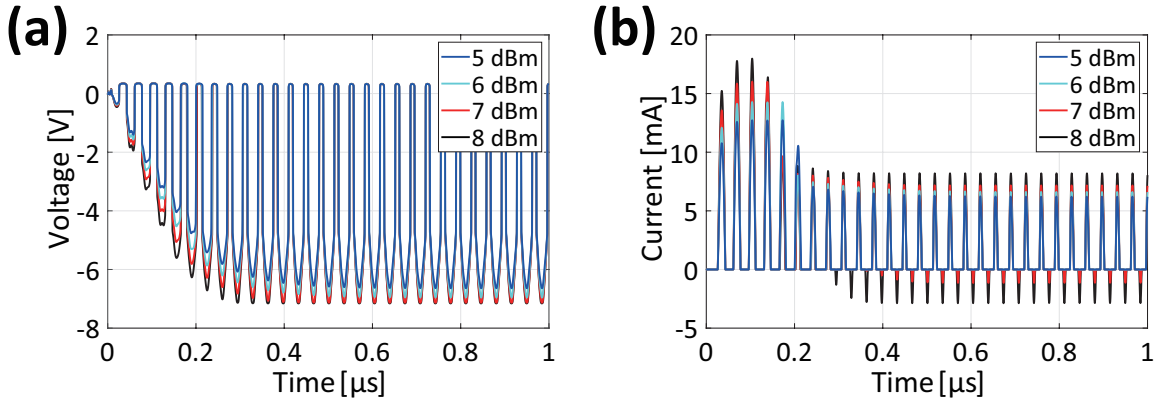 (a)
Voltage [V]
2
0
-2
-4
-6
-8
0
0.2
0.4
0.6
0.8
1
Time [μs]
5 dBm
6 dBm
7 dBm
8 dBm
(b)
Current [mA]
20
15
10
5
0
-5
0
0.2
0.4
0.6
0.8
1
Time [μs]
5 dBm
6 dBm
7 dBm
8 dBm